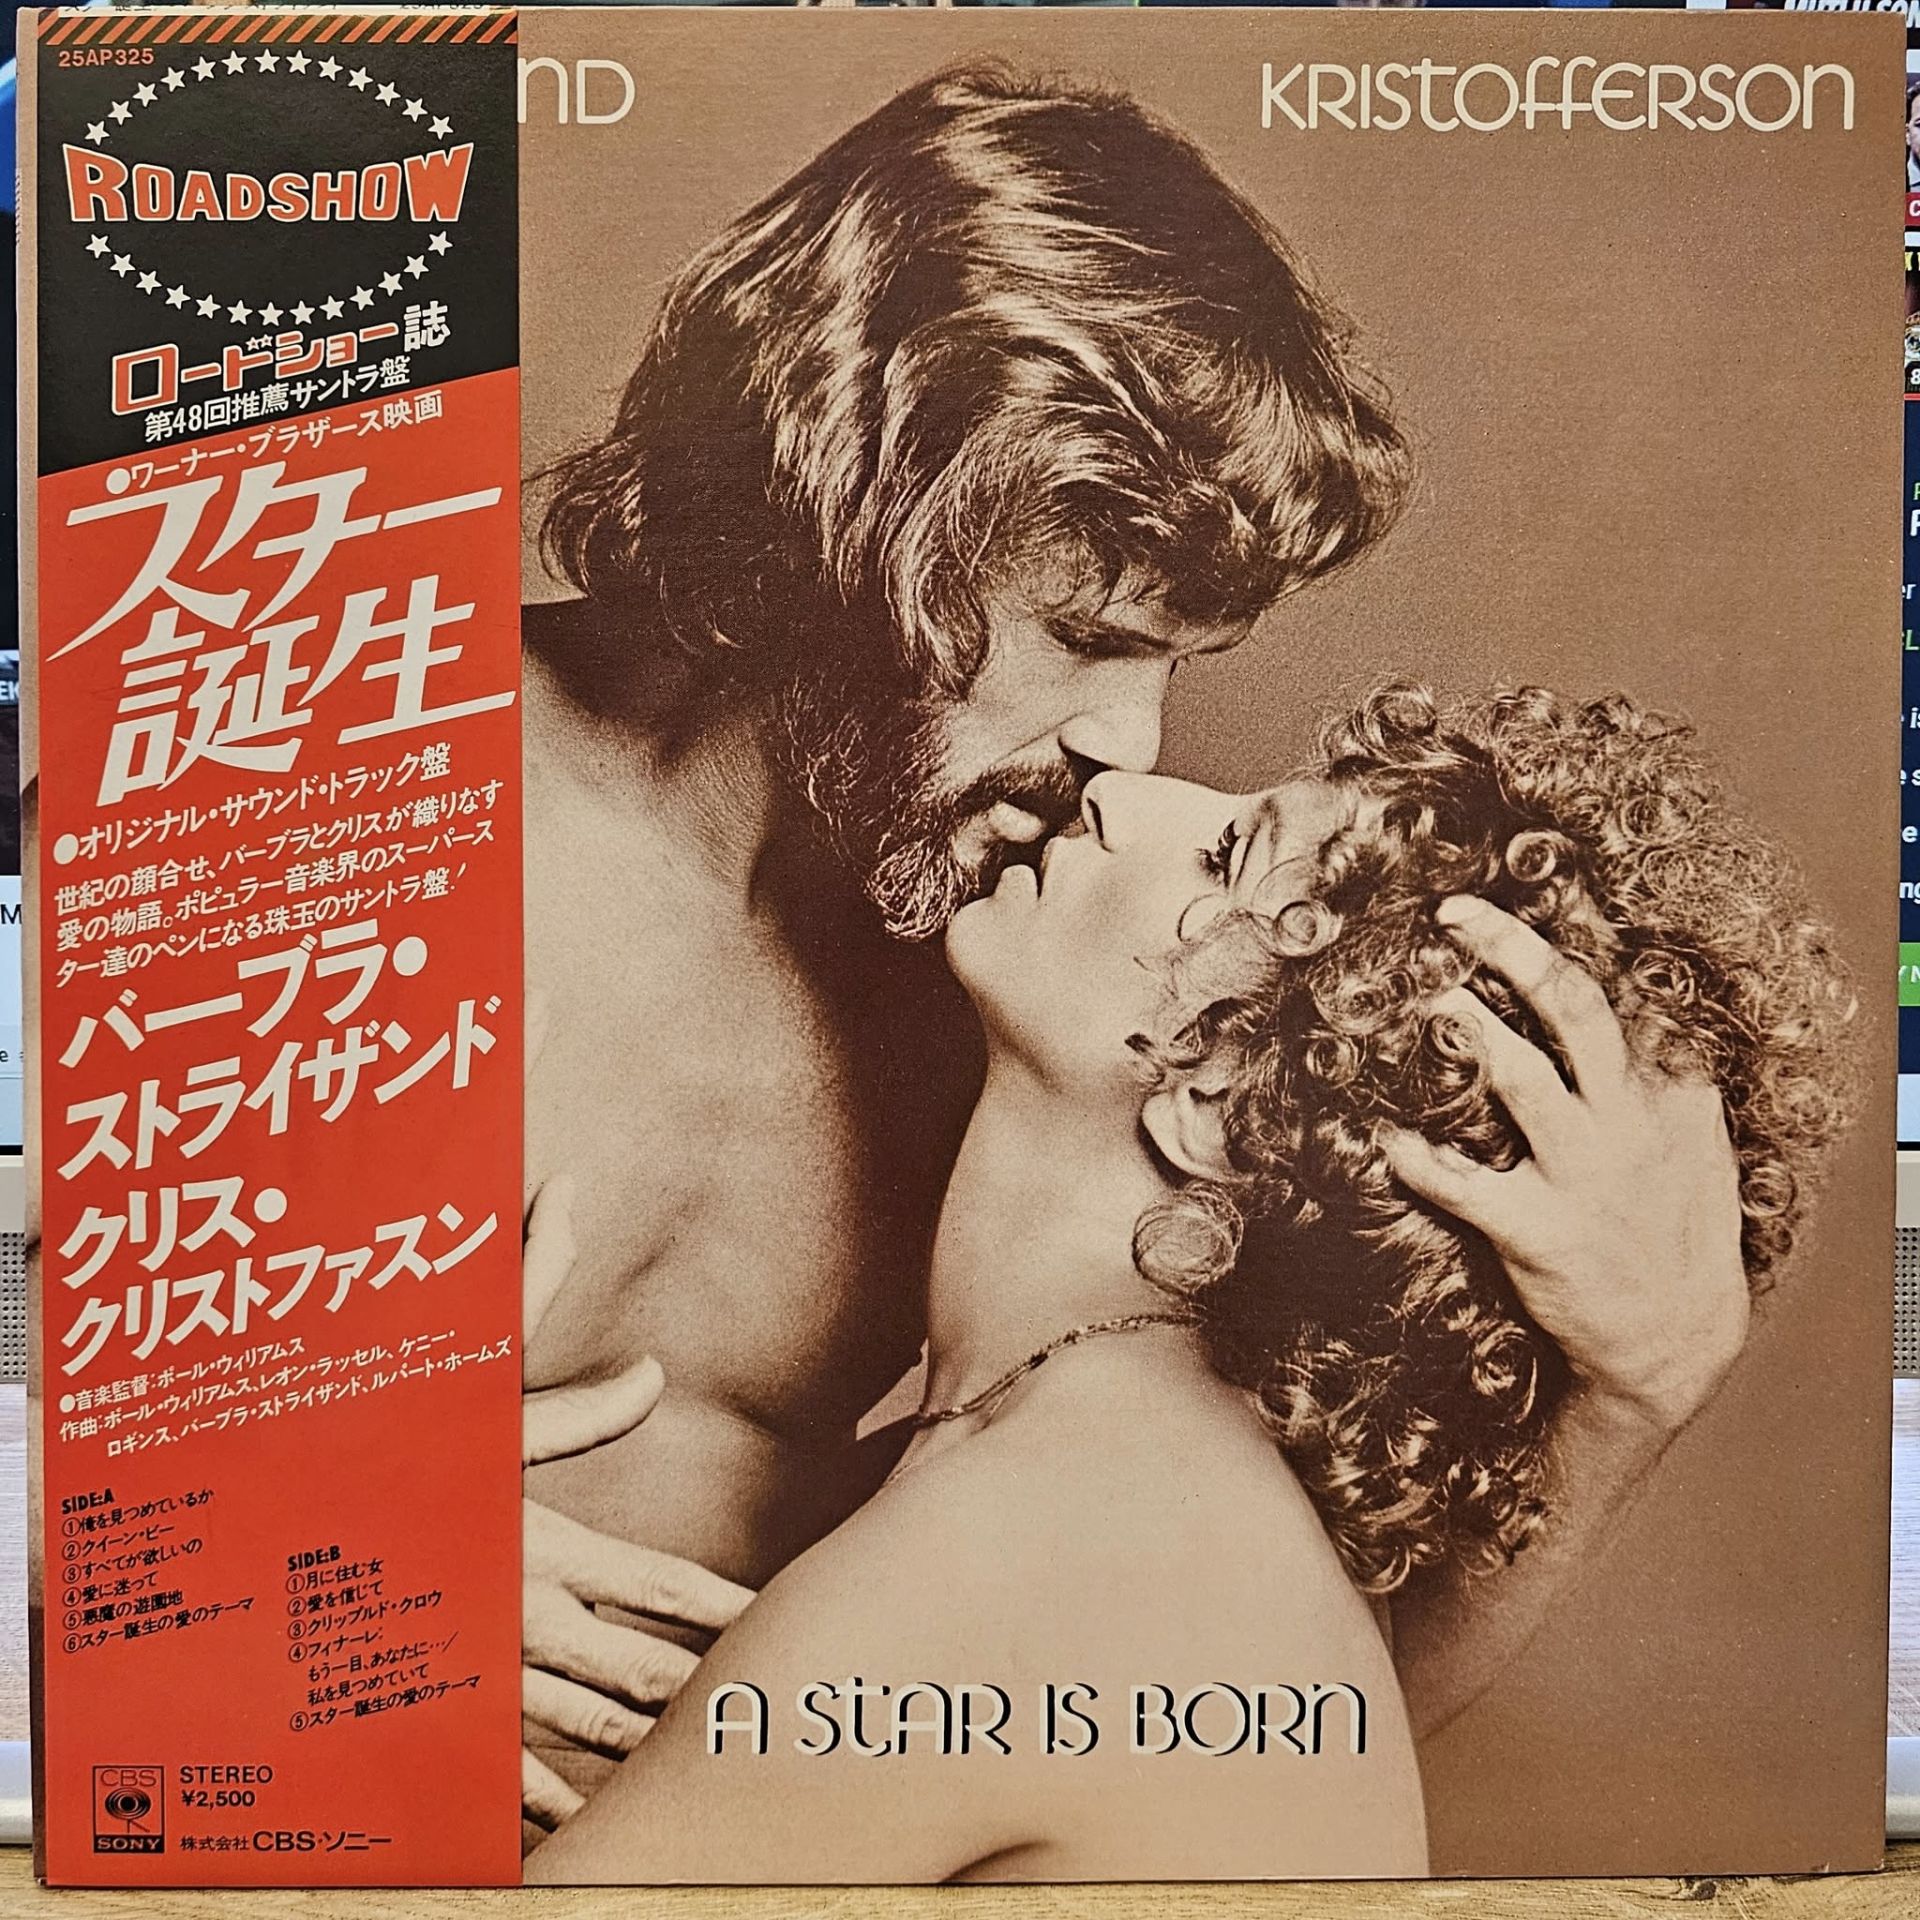 25AP325
ROADSHOW
ロードショー誌
第48回推薦サントラ盤
●ワーナー・ブラザース映画
スター
誕生
●オリジナル・サウンド・トラック盤
世紀の顔合せ、バーブラとクリスが織りなす
愛の物語。ポピュラー音楽界のスーパース
ター達のペンになる珠玉のサントラ盤!
バーブラ・
ストライザンド
クリス・
クリストファスン
●音楽監督:ポール・ウィリアムス
作曲:ポール・ウィリアムス、レオン・ラッセル、ケニー・
ロギンス、バーブラ・ストライザンド、ルパート・ホームズ
SIDE:A
①俺を見つめているか
②クイーン・ビー
③すべてが欲しいの
④愛に迷って
⑤悪魔の遊園地
⑥スター誕生の愛のテーマ
SIDE:B
①月に住む女
②愛を信じて
③クリップルド・クロウ
④フィナーレ:
もう一目、あなたに…/
私を見つめていて
⑤スター誕生の愛のテーマ
CBS
SONY
STEREO
¥2,500
株式会社CBS・ソニー
ND
KRISTOFFERSON
A STAR IS BORN